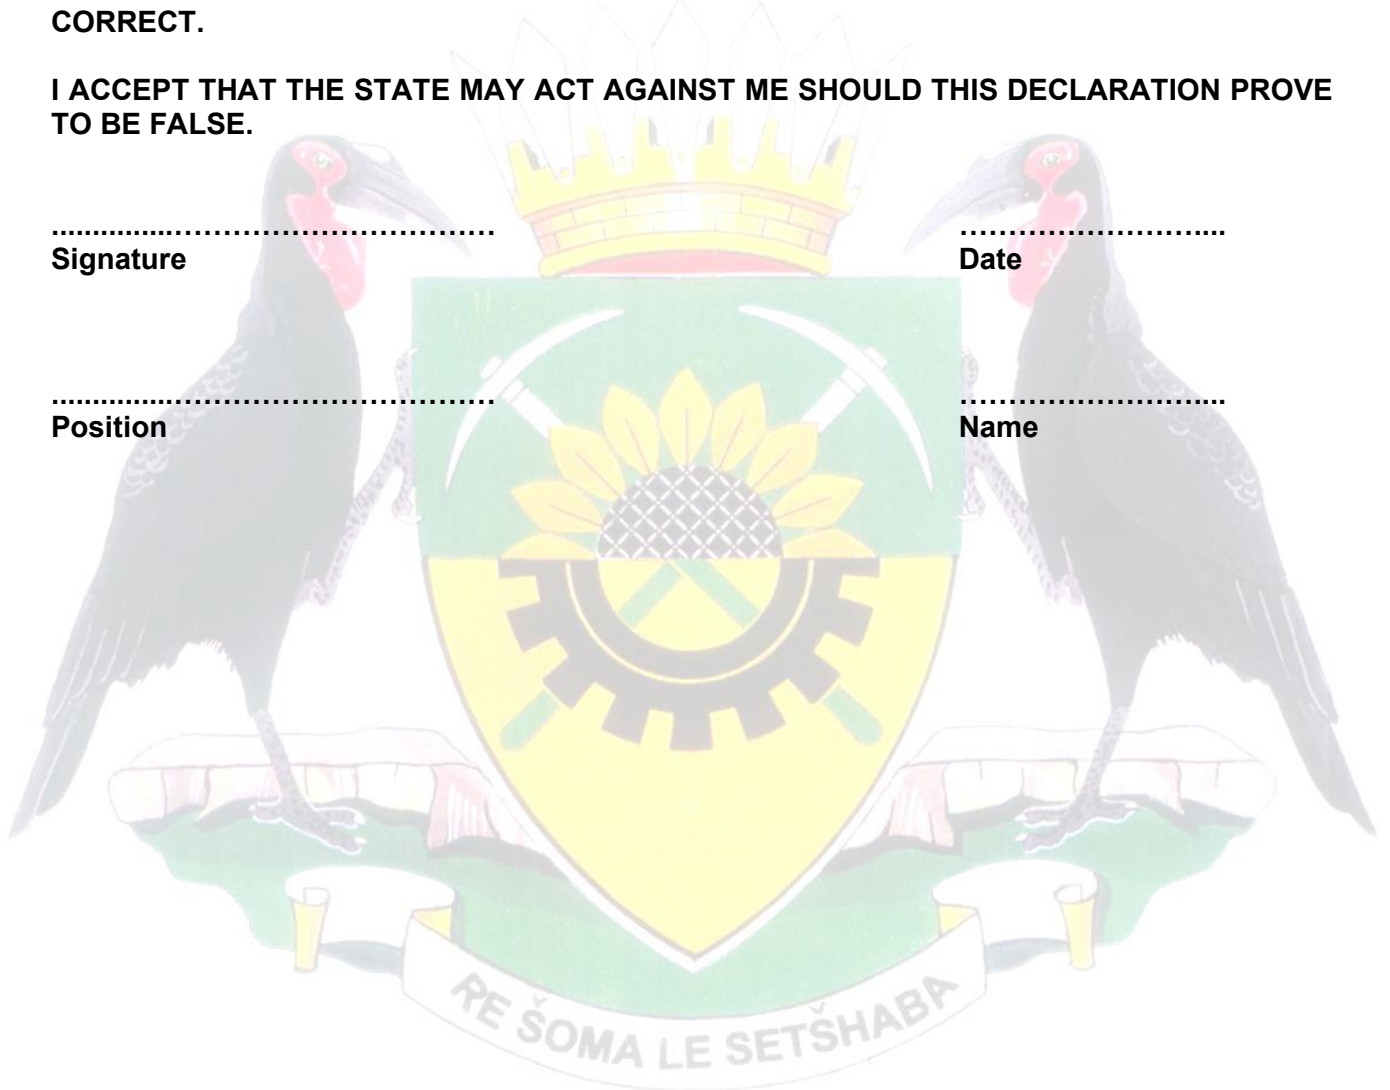 CORRECT.
I ACCEPT THAT THE STATE MAY ACT AGAINST ME SHOULD THIS DECLARATION PROVE
TO BE FALSE.
........................................... ..............................
Signature Date
........................................... ..............................
Position Name
RE ŠOMA LE SETŠHABA